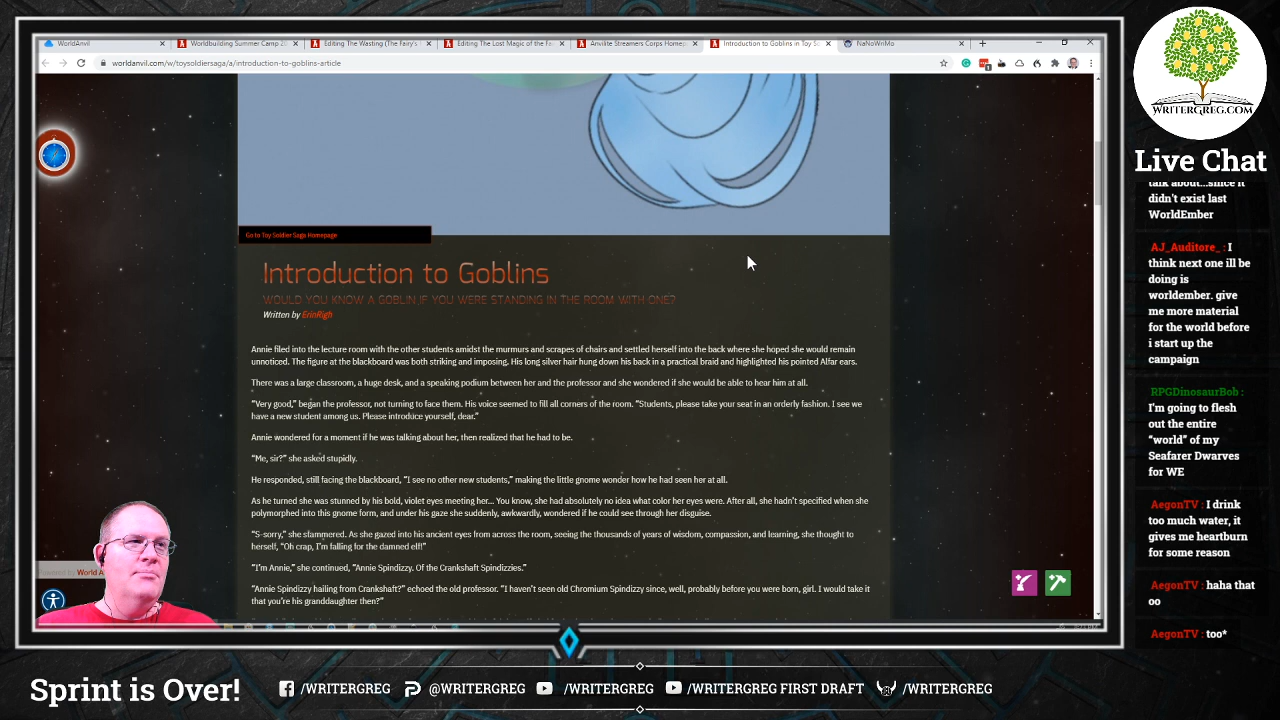 WorldAnvil
Worldbuilding Summer Camp 20
Editing The Wasting (The Fairy's
Editing The Lost Magic of the Fa
Anvilite Streamers Corps Homep
Introduction to Goblins in Toy So
NaNoWriMo
worldanvil.com/w/toysoldiersaga/a/introduction-to-goblins-article
Go to Toy Soldier Saga Homepage
Introduction to Goblins
WOULD YOU KNOW A GOBLIN IF YOU WERE STANDING IN THE ROOM WITH ONE?
Written by ErinRigh
Annie filed into the lecture room with the other students amidst the murmurs and scrapes of chairs and settled herself into the back where she hoped she would remain
unnoticed. The figure at the blackboard was both striking and imposing. His long silver hair hung down his back in a practical braid and highlighted his pointed Alfar ears.
There was a large classroom, a huge desk, and a speaking podium between her and the professor and she wondered if she would be able to hear him at all.
"Very good," began the professor, not turning to face them. His voice seemed to fill all corners of the room. "Students, please take your seat in an orderly fashion. I see we
have a new student among us. Please introduce yourself, dear."
Annie wondered for a moment if he was talking about her, then realized that he had to be.
"Me, sir?" she asked stupidly.
He responded, still facing the blackboard, "I see no other new students," making the little gnome wonder how he had seen her at all.
As he turned she was stunned by his bold, violet eyes meeting her... You know, she had absolutely no idea what color her eyes were. After all, she hadn't specified when she
polymorphed into this gnome form, and under his gaze she suddenly, awkwardly, wondered if he could see through her disguise.
"S-sorry," she stammered. As she gazed into his ancient eyes from across the room, seeing the thousands of years of wisdom, compassion, and learning, she thought to
herself, "Oh crap, I'm falling for the damned elf!"
"I'm Annie," she continued, "Annie Spindizzy. Of the Crankshaft Spindizzies."
"Annie Spindizzy hailing from Crankshaft?" echoed the old professor. "I haven't seen old Chromium Spindizzy since, well, probably before you were born, girl. I would take it
that you're his granddaughter then?"
Powered by World A
WRITERGREG.COM
Live Chat
talk about...since it
didn't exist last
WorldEmber
AJ_Auditore_ : I
think next one ill be
doing is
worldember. give
me more material
for the world before
i start up the
campaign
RPGDinosaurBob :
I'm going to flesh
out the entire
"world" of my
Seafarer Dwarves
for WE
AegonTV : I drink
too much water, it
gives me heartburn
for some reason
AegonTV : haha that
oo
AegonTV : too*
Sprint is Over!
/WRITERGREG
@WRITERGREG
/WRITERGREG
/WRITERGREG FIRST DRAFT
/WRITERGREG